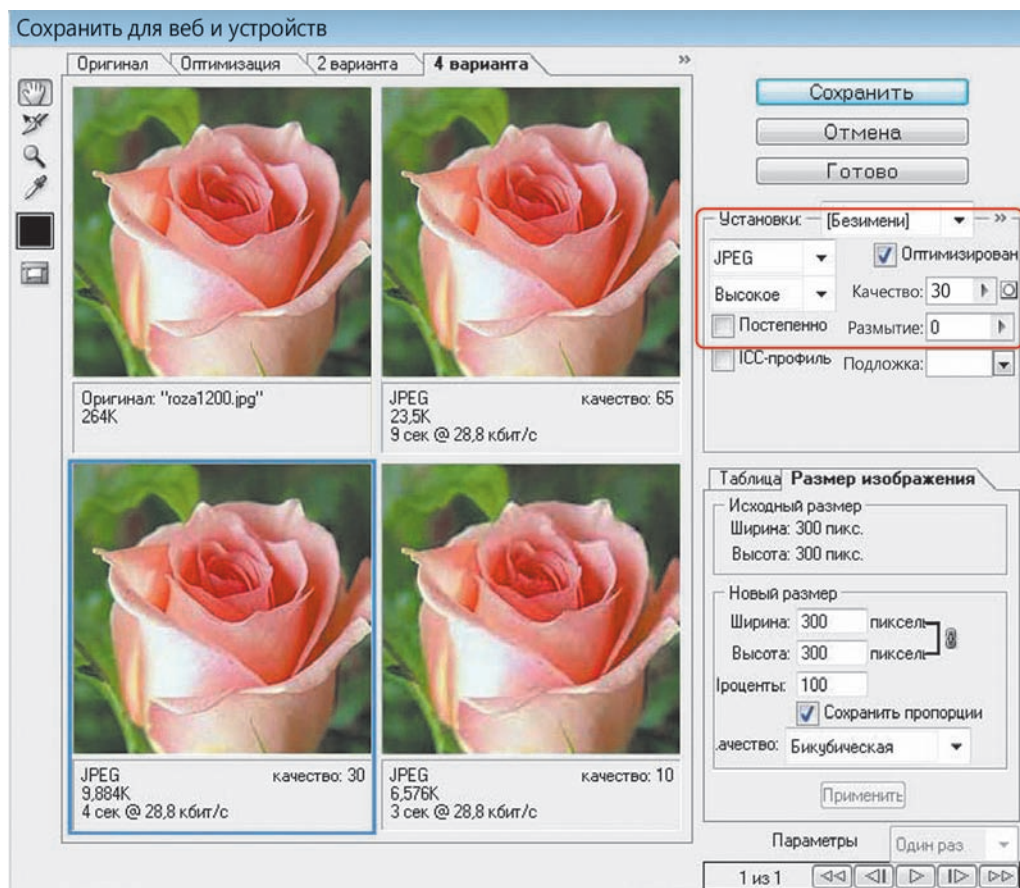 Сохранить для веб и устройств
Оригинал Оптимизация 2 варианта 4 варианта »
Оригинал: "roza1200.jpg"
264K
JPEG качество: 65
23,5K
9 сек @ 28,8 кбит/с
JPEG качество: 30
9,884K
4 сек @ 28,8 кбит/с
JPEG качество: 10
6,576K
3 сек @ 28,8 кбит/с
Сохранить
Отмена
Готово
Установки: [Безимени] »
JPEG Оптимизирован
Высокое Качество: 30
Постепенно Размытие: 0
ICC-профиль Подложка:
Таблица Размер изображения
Исходный размер
Ширина: 300 пикс.
Высота: 300 пикс.
Новый размер
Ширина: 300 пиксель
Высота: 300 пиксель
Іроценты: 100
Сохранить пропорции
.ачество: Бикубическая
Применить
Параметры Один раз
1 из 1